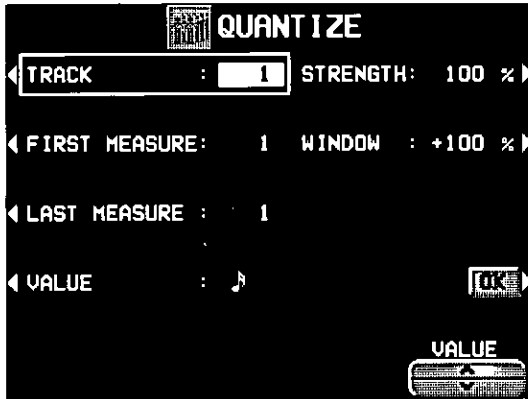 QUANTIZE
TRACK : 1 STRENGTH: 100 %
FIRST MEASURE: 1 WINDOW : +100 %
LAST MEASURE : 1
VALUE : OK
VALUE